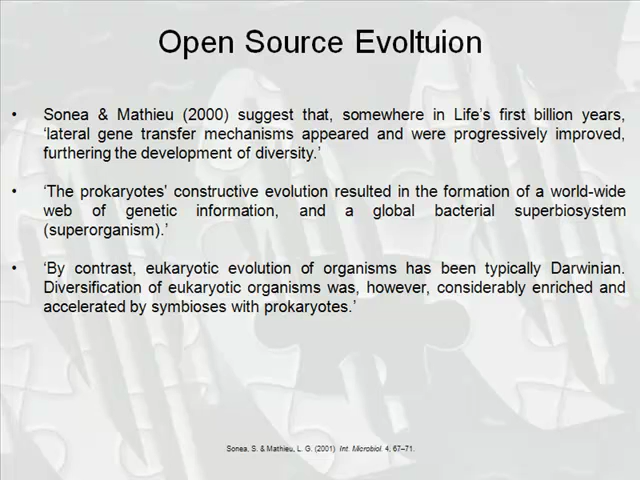 Open Source Evoltuion
• Sonea & Mathieu (2000) suggest that, somewhere in Life's first billion years,
'lateral gene transfer mechanisms appeared and were progressively improved,
furthering the development of diversity.'
• 'The prokaryotes' constructive evolution resulted in the formation of a world-wide
web of genetic information, and a global bacterial superbiosystem
(superorganism).'
• 'By contrast, eukaryotic evolution of organisms has been typically Darwinian.
Diversification of eukaryotic organisms was, however, considerably enriched and
accelerated by symbioses with prokaryotes.'
Sonea, S. & Mathieu, L. G. (2001) Int. Microbiol. 4, 67–71.